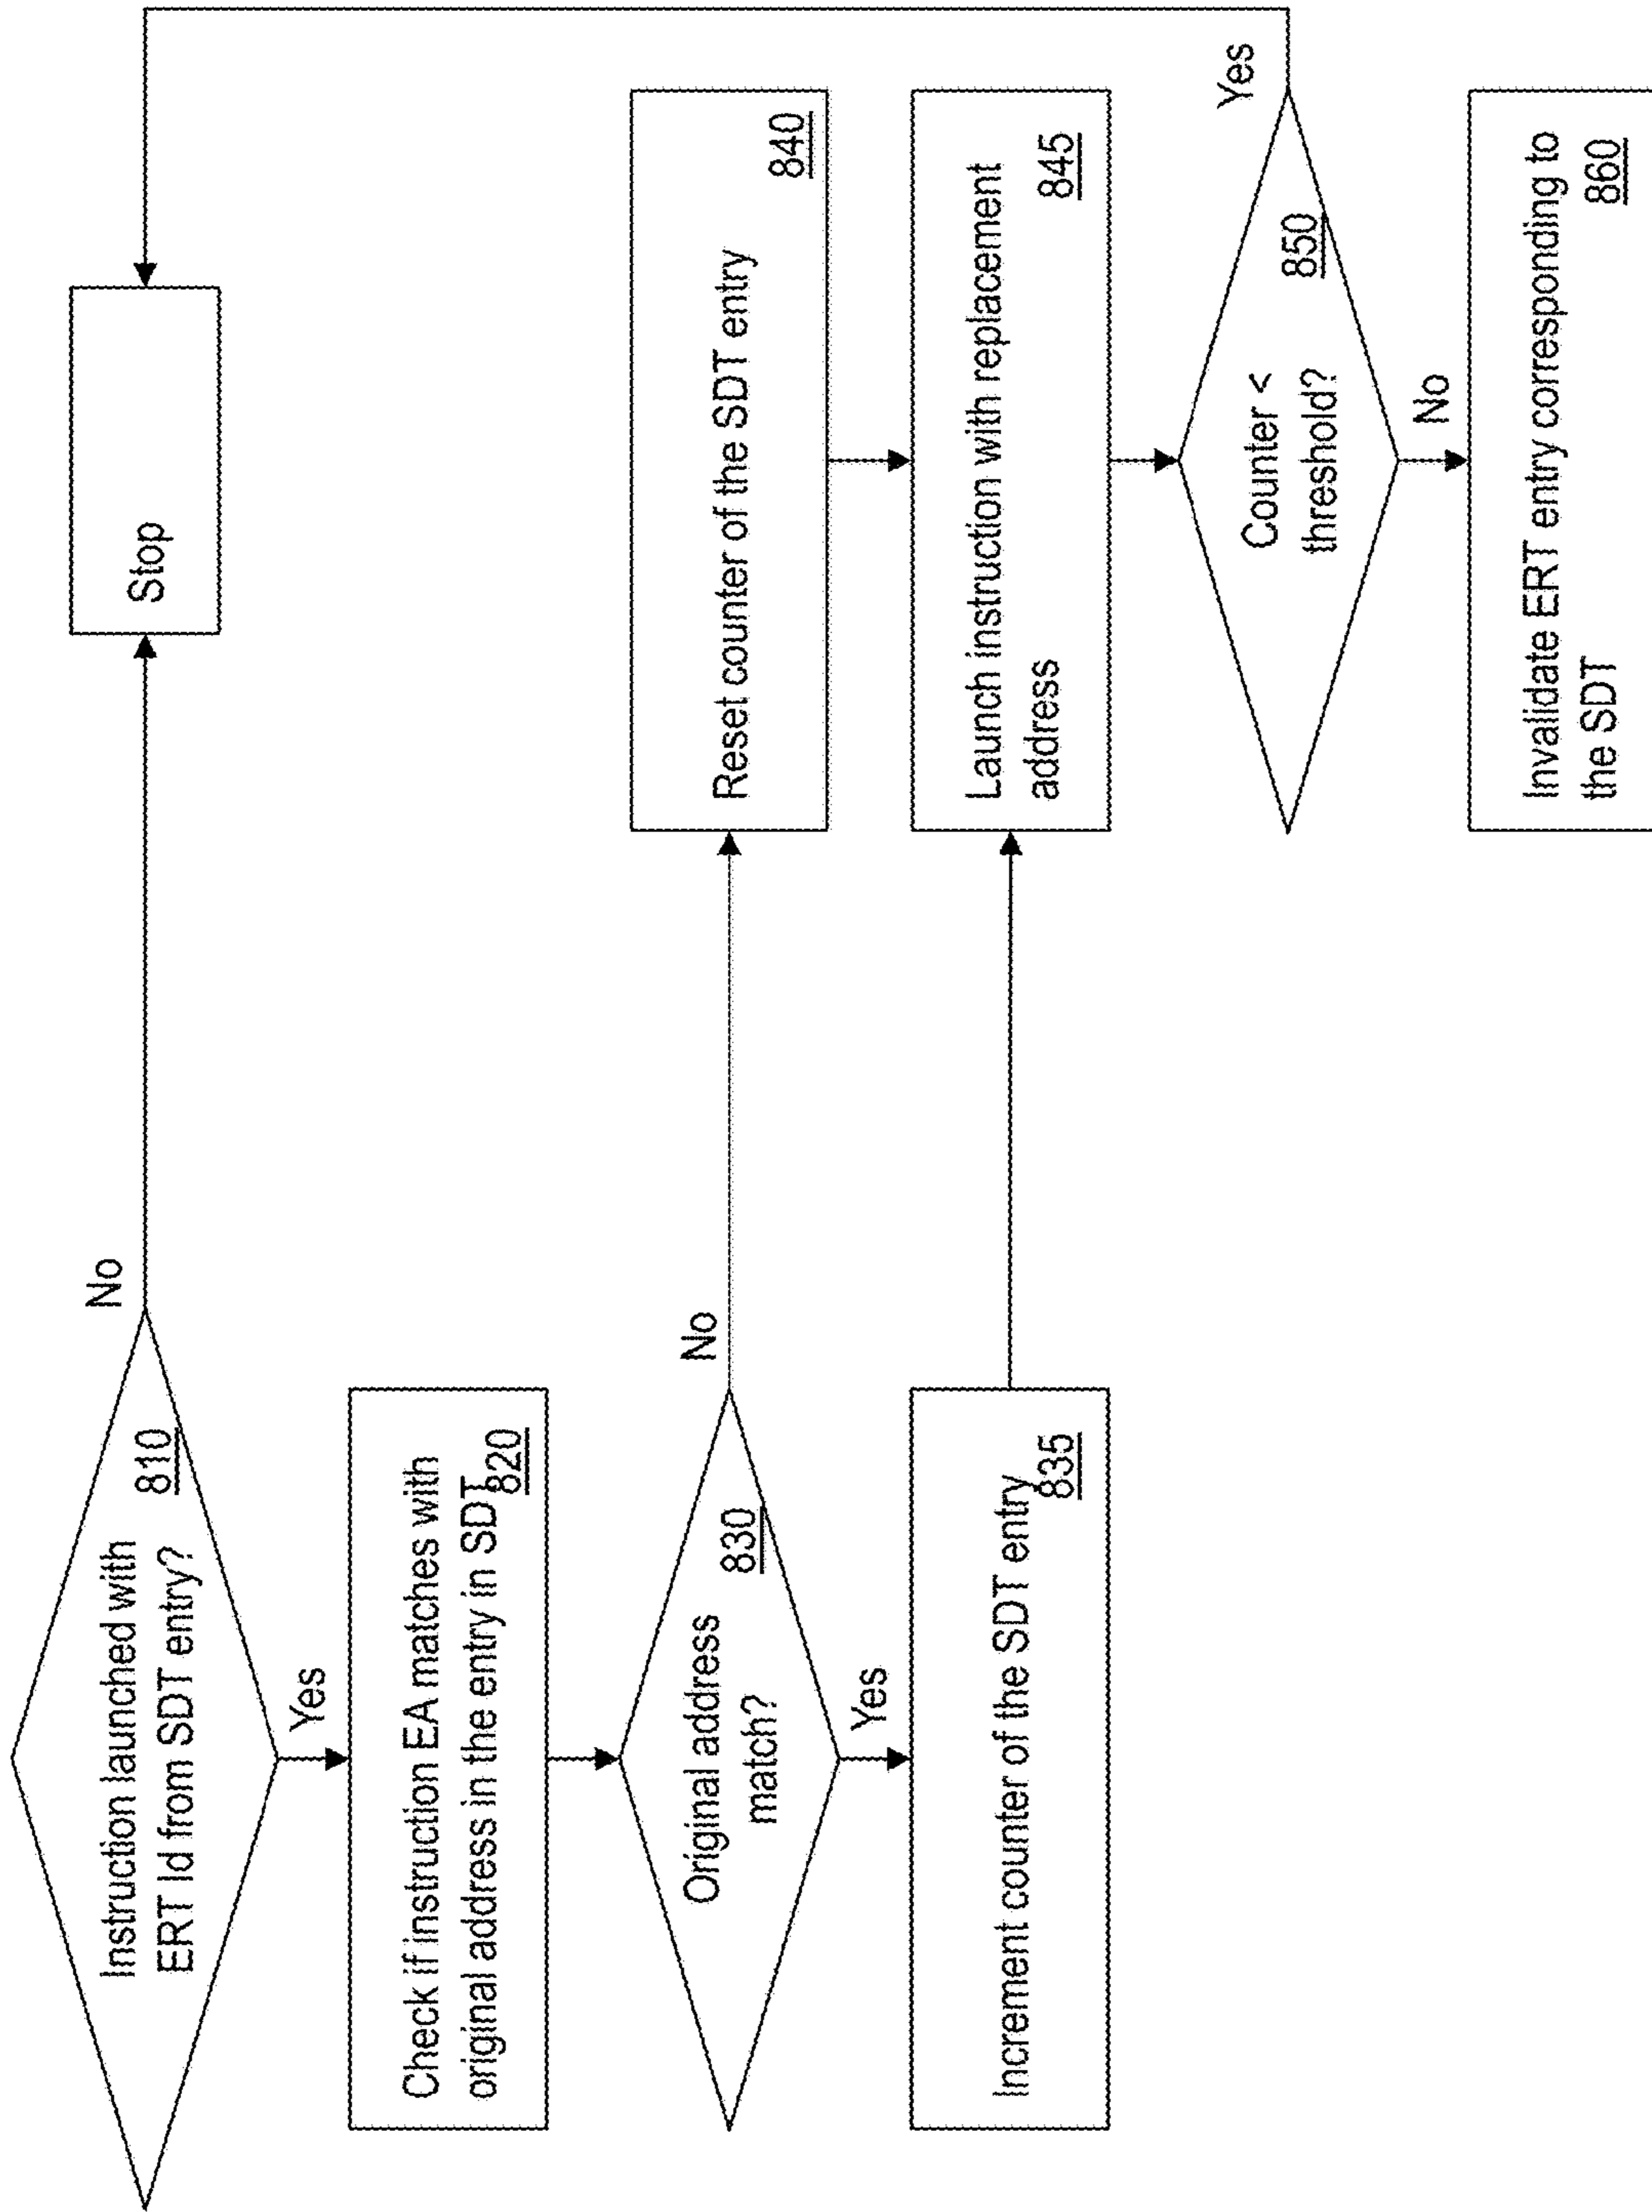 Instruction launched with
ERT Id from SDT entry?
810
No
Stop
Yes
Check if instruction EA matches with
original address in the entry in SDT
820
Original address
match?
830
No
Reset counter of the SDT entry
840
Yes
Increment counter of the SDT entry
835
Launch instruction with replacement
address
845
Counter <
threshold?
850
Yes
No
Invalidate ERT entry corresponding to
the SDT
860